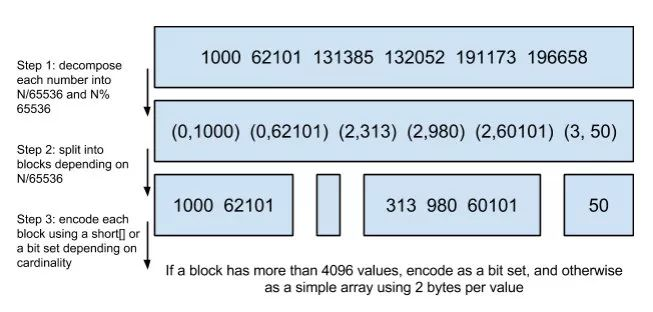 1000 62101 131385 132052 191173 196658
Step 1: decompose
each number into
N/65536 and N%
65536
(0,1000) (0,62101) (2,313) (2,980) (2,60101) (3, 50)
Step 2: split into
blocks depending on
N/65536
1000 62101
313 980 60101
50
Step 3: encode each
block using a short[] or
a bit set depending on
cardinality
If a block has more than 4096 values, encode as a bit set, and otherwise
as a simple array using 2 bytes per value